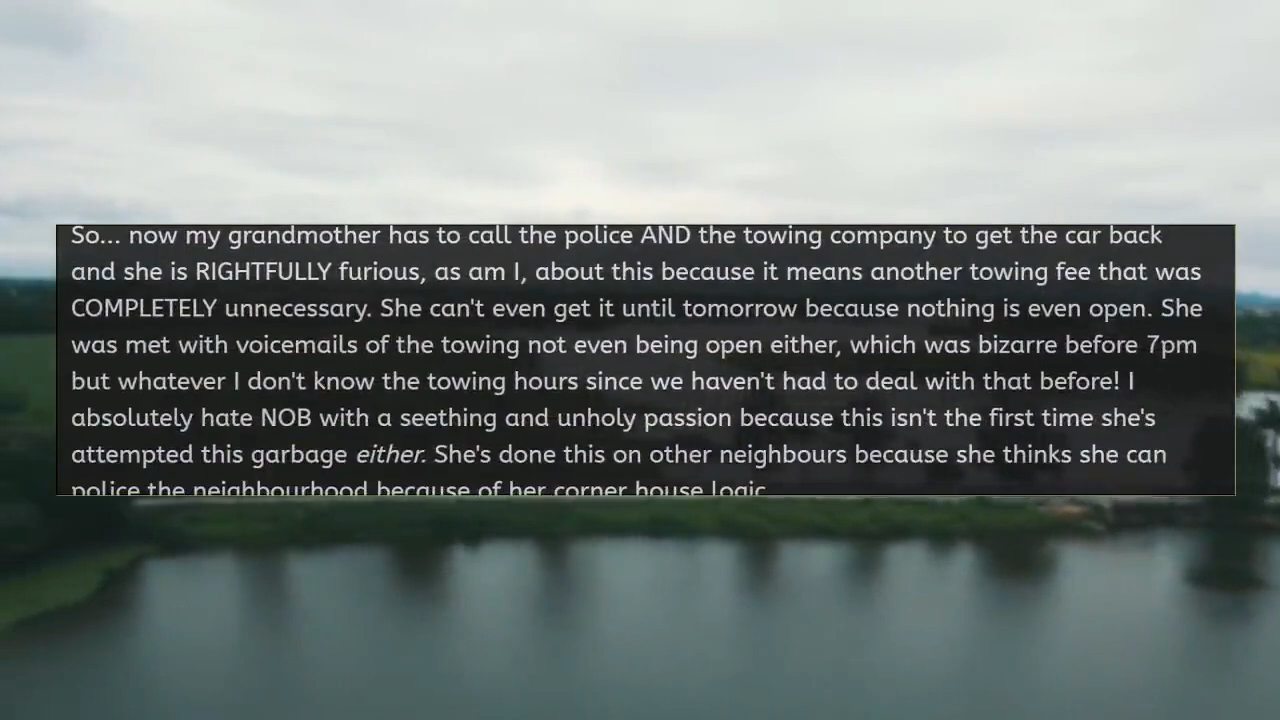 So... now my grandmother has to call the police AND the towing company to get the car back
and she is RIGHTFULLY furious, as am I, about this because it means another towing fee that was
COMPLETELY unnecessary. She can't even get it until tomorrow because nothing is even open. She
was met with voicemails of the towing not even being open either, which was bizarre before 7pm
but whatever I don't know the towing hours since we haven't had to deal with that before! I
absolutely hate NOB with a seething and unholy passion because this isn't the first time she's
attempted this garbage either. She's done this on other neighbours because she thinks she can
police the neighbourhood because of her corner house logic